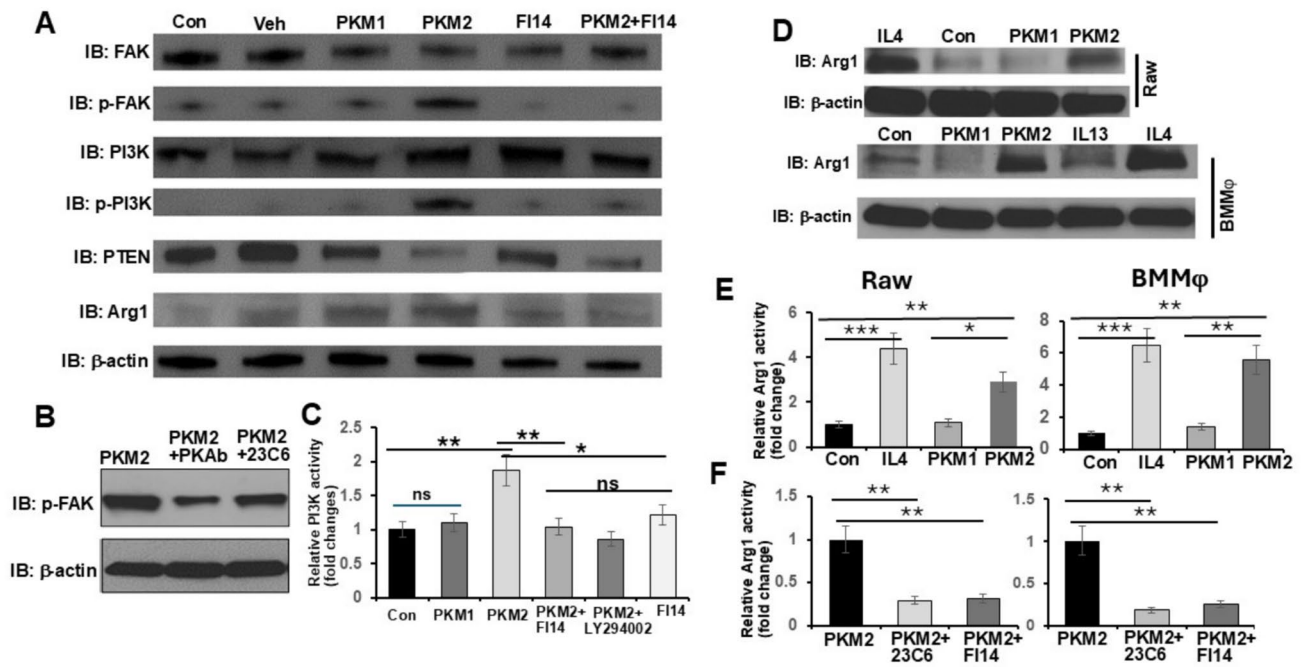 A
Con Veh PKM1 PKM2 FI14 PKM2+FI14
IB: FAK
IB: p-FAK
IB: PI3K
IB: p-PI3K
IB: PTEN
IB: Arg1
IB: β-actin
B
PKM2
PKM2
+PKAb
PKM2
+23C6
IB: p-FAK
IB: β-actin
C
Relative PI3K activity
(fold changes)
2.5
2
1.5
1
0.5
0
ns
**
**
*
ns
Con
PKM1
PKM2
PKM2+
FI14
PKM2+
LY294002
FI14
D
IL4 Con PKM1 PKM2
IB: Arg1
IB: β-actin
Raw
Con PKM1 PKM2 IL13 IL4
IB: Arg1
IB: β-actin
BMMφ
E
Raw
Relative Arg1 activity
(fold change)
6
4
2
0
**
***
*
Con IL4 PKM1 PKM2
BMMφ
8
6
4
2
0
**
***
**
Con IL4 PKM1 PKM2
F
Relative Arg1 activity
(fold change)
1.5
1
0.5
0
**
**
PKM2
PKM2+
23C6
PKM2+
FI14
1.5
1
0.5
0
**
**
PKM2
PKM2+
23C6
PKM2+
FI14